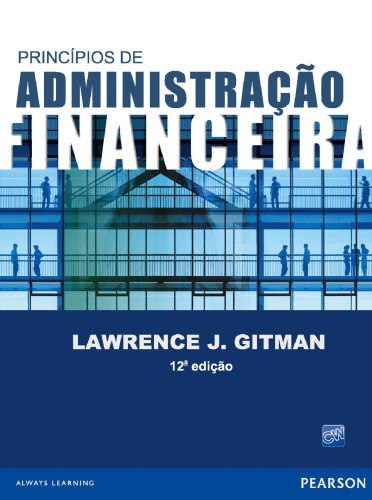 PRINCÍPIOS DE
ADMINISTRAÇÃO
FINANCEIRA
LAWRENCE J. GITMAN
12ª edição
CW
ALWAYS LEARNING
PEARSON